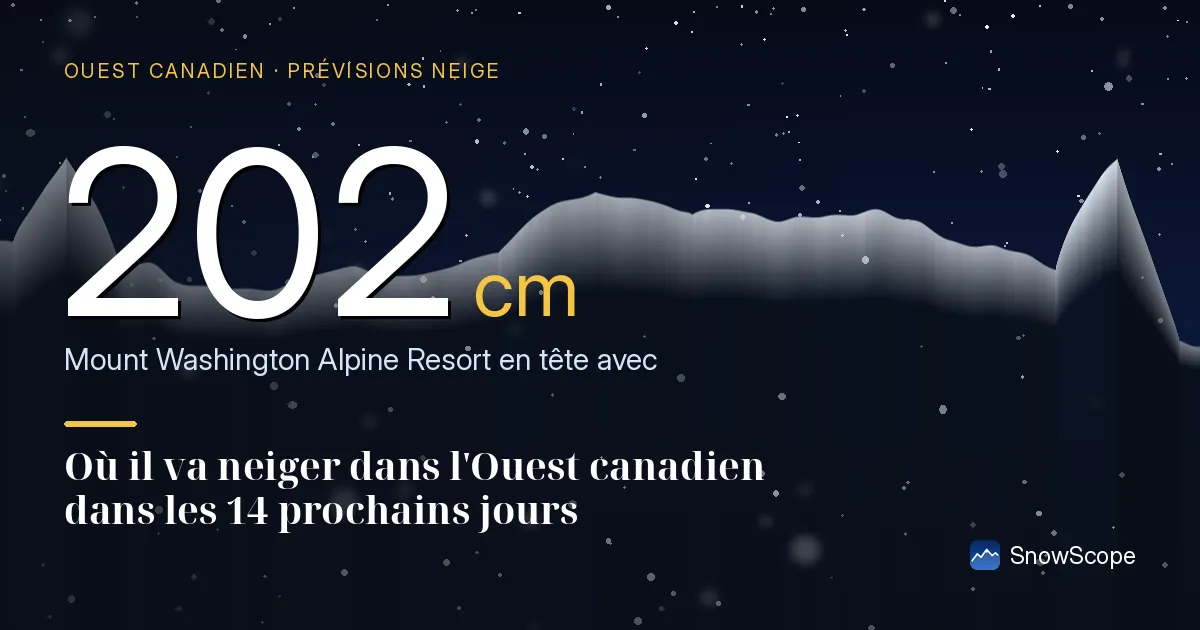 OUEST CANADIEN · PRÉVISIONS NEIGE
202 cm
Mount Washington Alpine Resort en tête avec
Où il va neiger dans l'Ouest canadien
dans les 14 prochains jours
SnowScope